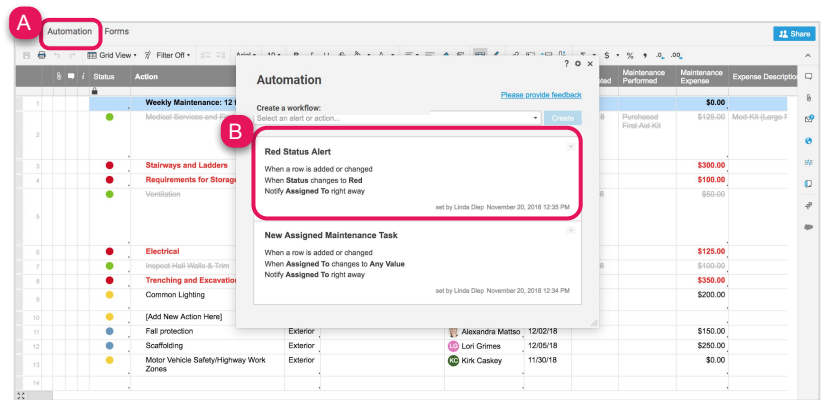 A
Automation Forms
Share
Grid View Filter Off Arial 10 B I U S A $ % .0 .00
Status Action Maintenance Performed Maintenance Expense Expense Description
? ×
Automation
Please provide feedback
Create a workflow:
Select an alert or action... Create
B
Red Status Alert
When a row is added or changed
When Status changes to Red
Notify Assigned To right away
set by Linda Diep November 20, 2018 12:35 PM
New Assigned Maintenance Task
When a row is added or changed
When Assigned To changes to Any Value
Notify Assigned To right away
set by Linda Diep November 20, 2018 12:34 PM
1 Weekly Maintenance: 12 $0.00
2 Medical Services and Purchased First Aid Kit $125.00 Med Kit (Large
3 Stairways and Ladders $300.00
4 Requirements for Storage $100.00
5 Ventilation 8 $50.00
6 Electrical $125.00
7 Inspect Hall Walls & Trim 8 $100.00
8 Trenching and Excavation $350.00
9 Common Lighting $200.00
10 [Add New Action Here]
11 Fall protection Exterior Alexandra Mattso 12/02/18 $150.00
12 Scaffolding Exterior LG Lori Grimes 12/05/18 $250.00
13 Motor Vehicle Safety/Highway Work Zones Exterior KC Kirk Caskey 11/30/18 $0.00
14